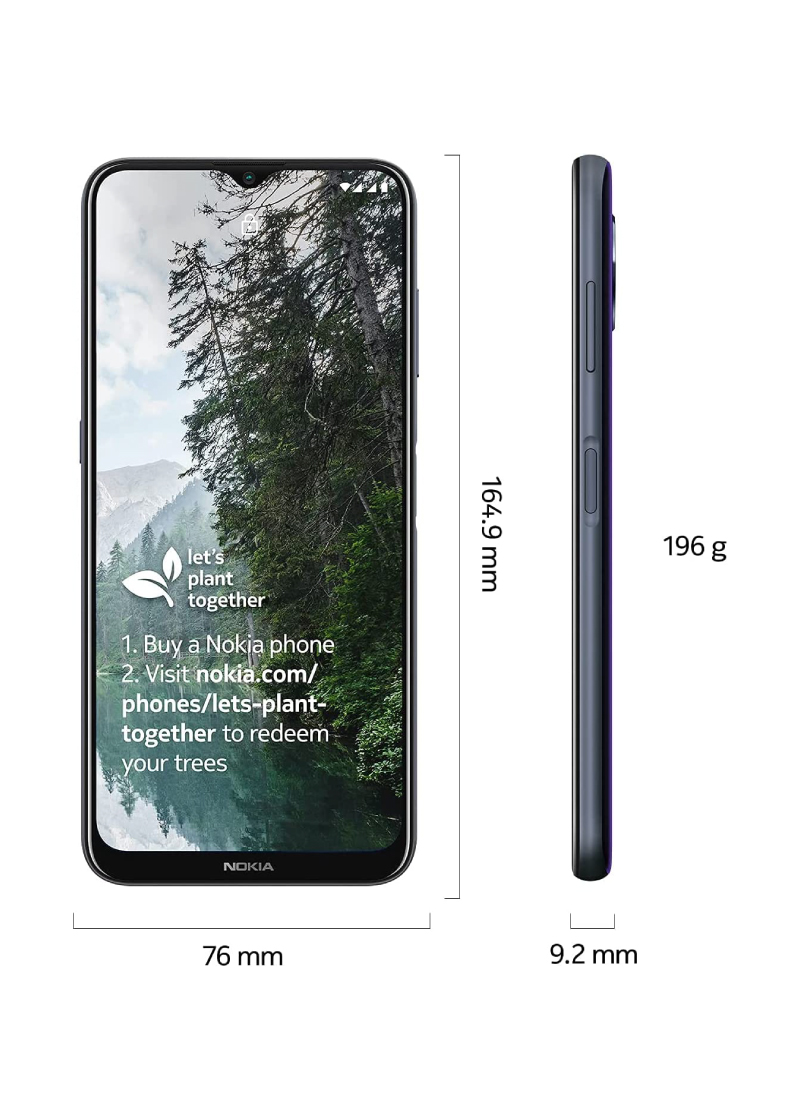 let's
plant
together
1. Buy a Nokia phone
2. Visit nokia.com/
phones/lets-plant-
together to redeem
your trees
NOKIA
164.9 mm
196 g
76 mm
9.2 mm